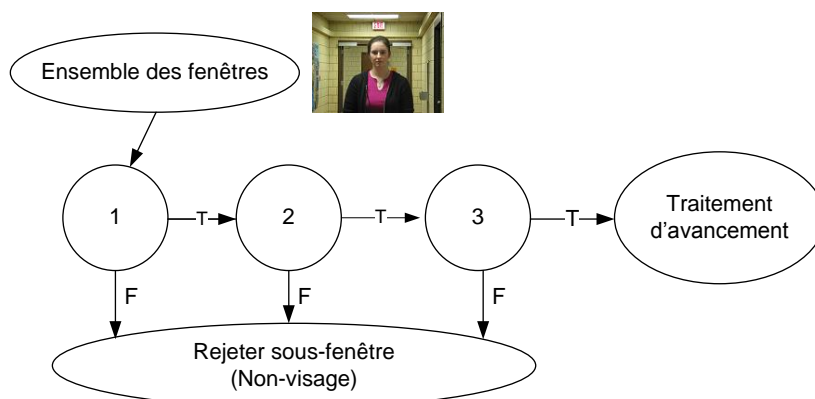 Ensemble des fenêtres
1
T
2
T
3
T
Traitement
d'avancement
F
F
F
Rejeter sous-fenêtre
(Non-visage)